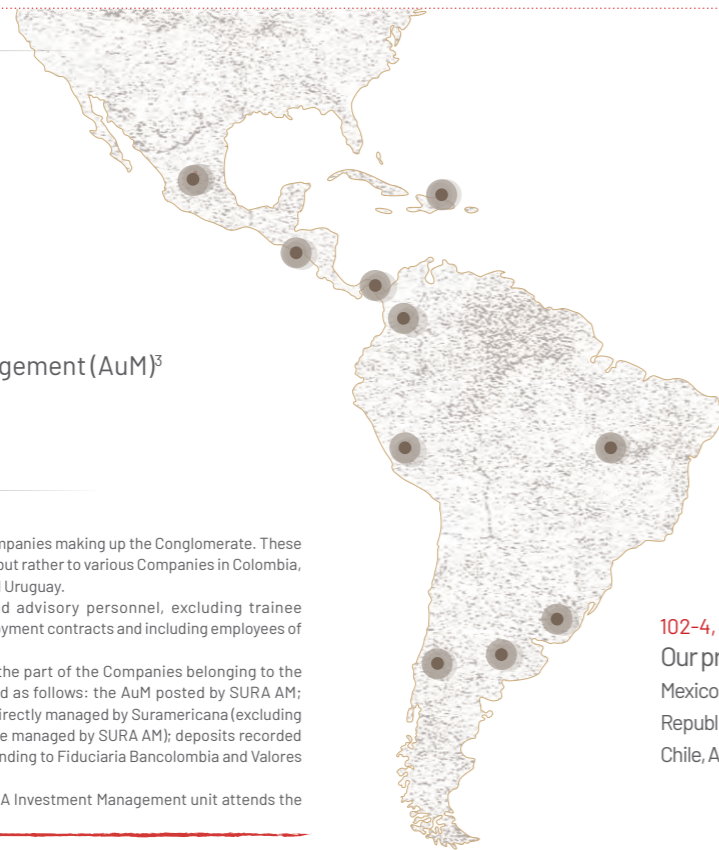 gement (AuM)³
mpanies making up the Conglomerate. These
but rather to various Companies in Colombia,
Uruguay.
d advisory personnel, excluding trainee
yment contracts and including employees of
the part of the Companies belonging to the
d as follows: the AuM posted by SURA AM;
irectly managed by Suramericana (excluding
e managed by SURA AM); deposits recorded
nding to Fiduciaria Bancolombia and Valores
A Investment Management unit attends the
102-4,
Our pr
Mexico
Republ
Chile, A